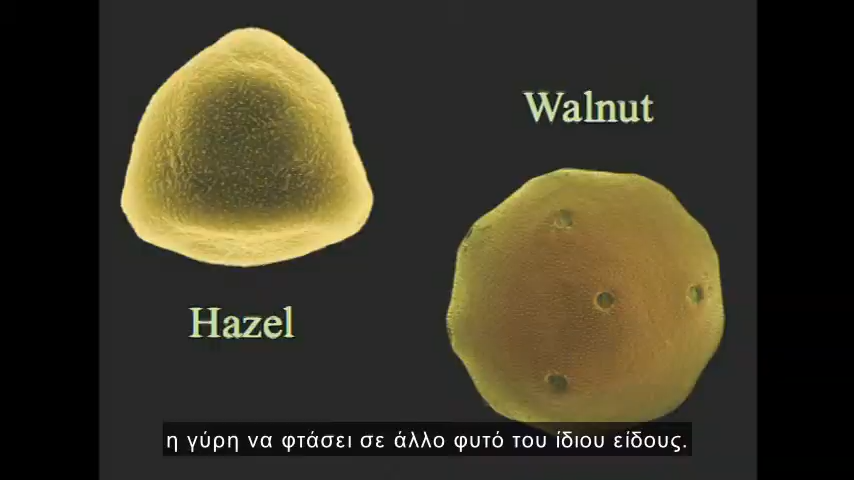 Walnut
Hazel
η γύρη να φτάσει σε άλλο φυτό του ίδιου είδους.